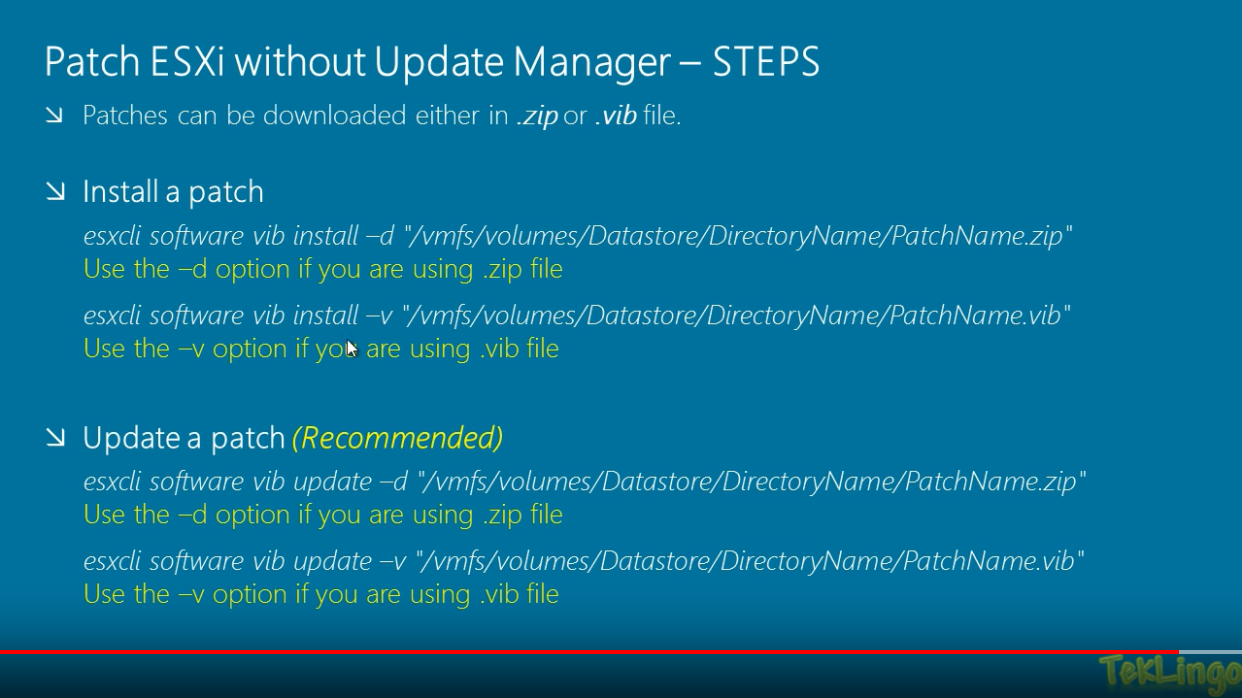 Patch ESXi without Update Manager – STEPS
Patches can be downloaded either in .zip or .vib file.
Install a patch
esxcli software vib install –d "/vmfs/volumes/Datastore/DirectoryName/PatchName.zip"
Use the –d option if you are using .zip file
esxcli software vib install –v "/vmfs/volumes/Datastore/DirectoryName/PatchName.vib"
Use the –v option if you are using .vib file
Update a patch (Recommended)
esxcli software vib update –d "/vmfs/volumes/Datastore/DirectoryName/PatchName.zip"
Use the –d option if you are using .zip file
esxcli software vib update –v "/vmfs/volumes/Datastore/DirectoryName/PatchName.vib"
Use the –v option if you are using .vib file
TekLingo